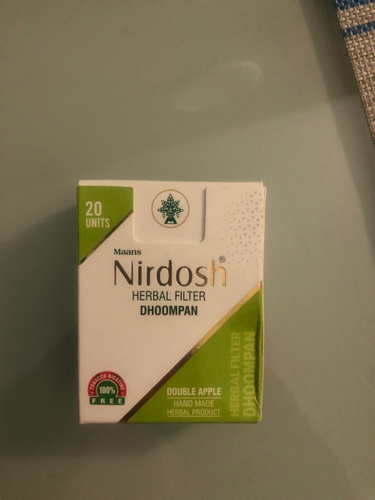 20
UNITS
Maans
Nirdosh®
HERBAL FILTER
DHOOMPAN
TOBACCO NICOTINE
100%
FREE
DOUBLE APPLE
HAND MADE
HERBAL PRODUCT
HERBAL FILTER
DHOOMPAN